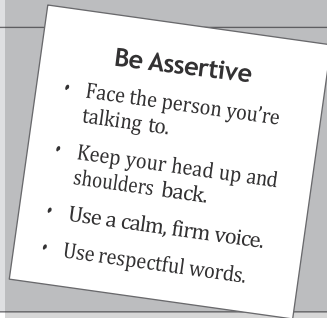 Be Assertive
• Face the person you’re
talking to.
• Keep your head up and
shoulders back.
• Use a calm, firm voice.
• Use respectful words.